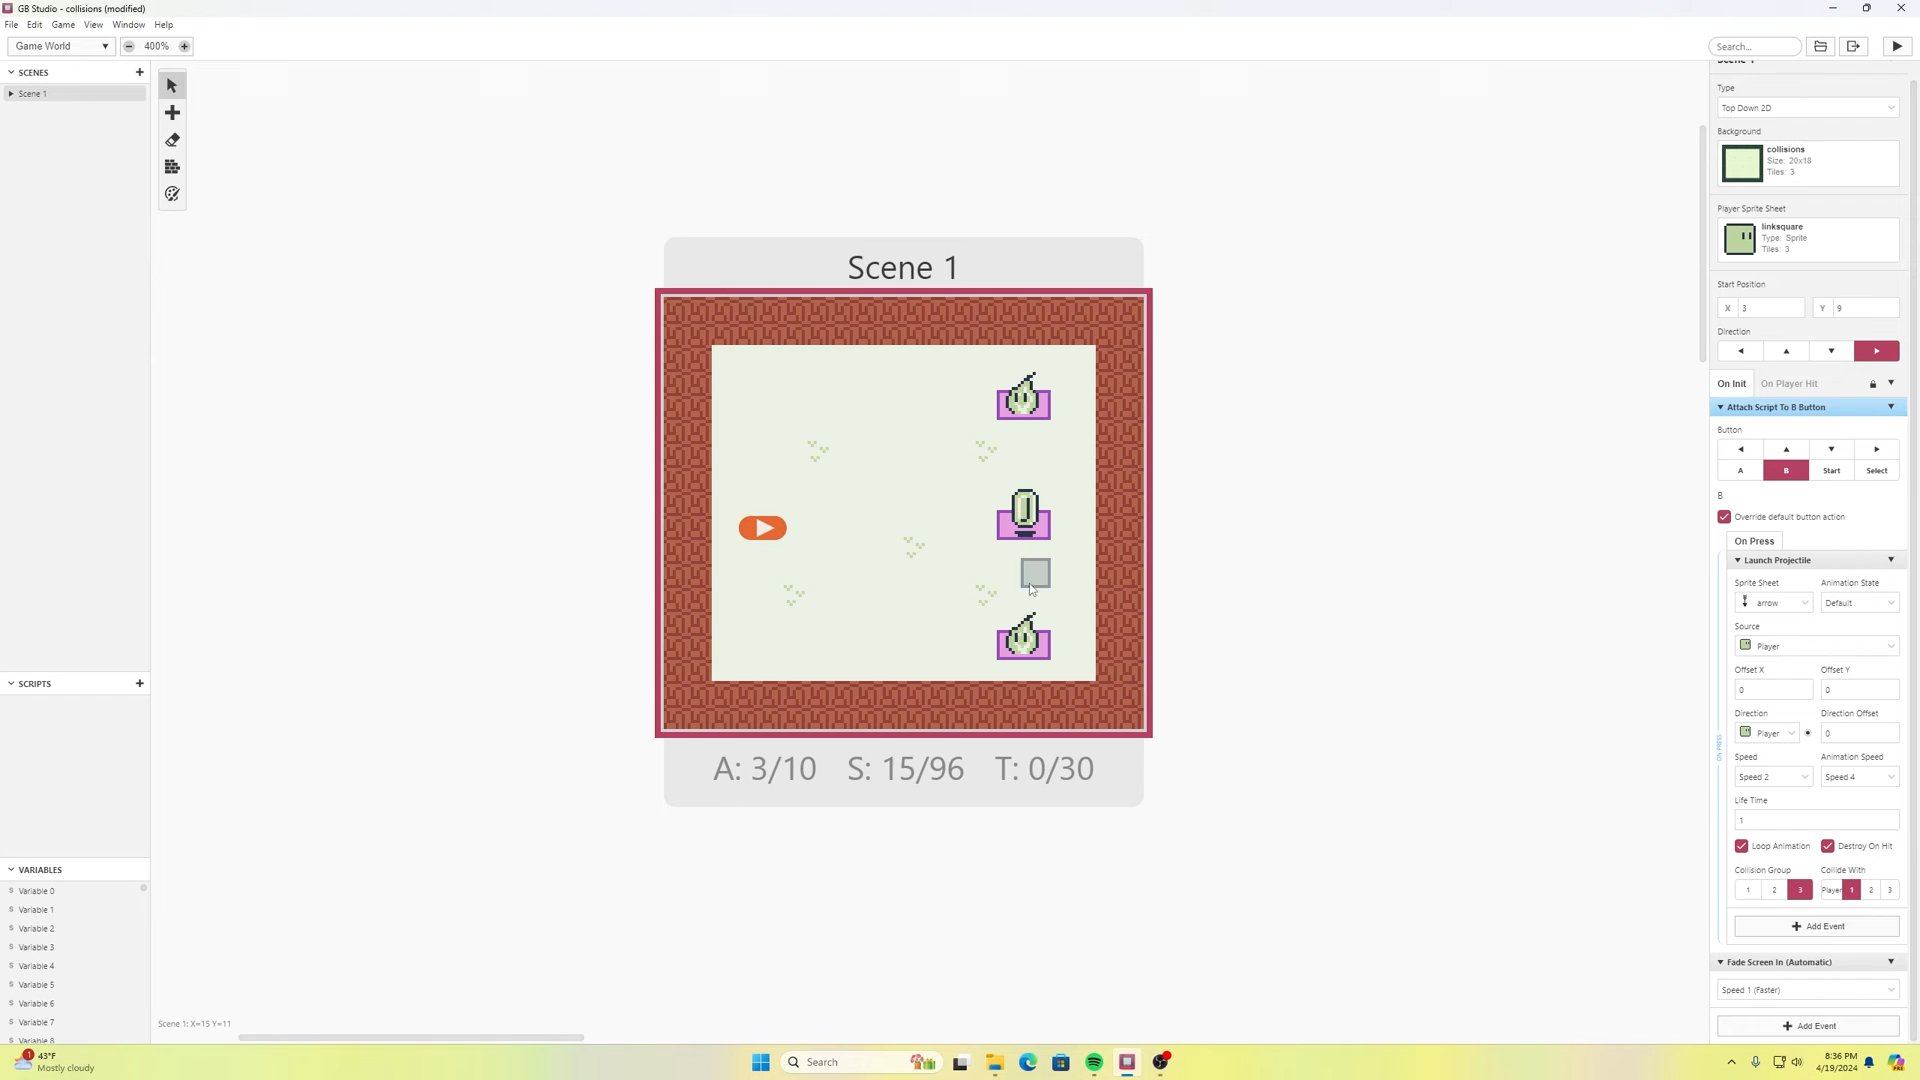 GB Studio - collisions (modified)
File Edit Game View Window Help
Game World
400%
Search...
SCENES
Scene 1
Scene 1
A: 3/10 S: 15/96 T: 0/30
Scene 1: X=15 Y=11
SCRIPTS
VARIABLES
Variable 0
Variable 1
Variable 2
Variable 3
Variable 4
Variable 5
Variable 6
Variable 7
Variable 8
Scene 1
Type
Top Down 2D
Background
collisions
Size: 20x18
Tiles: 3
Player Sprite Sheet
linksquare
Type: Sprite
Tiles: 3
Start Position
X 3 Y 9
Direction
On Init On Player Hit
Attach Script To B Button
Button
A B Start Select
B
Override default button action
On Press
Launch Projectile
Sprite Sheet Animation State
arrow Default
Source
Player
Offset X Offset Y
0 0
Direction Direction Offset
Player 0
ON PRESS
Speed Animation Speed
Speed 2 Speed 4
Life Time
1
Loop Animation Destroy On Hit
Collision Group Collide With
1 2 3 Player 1 2 3
Add Event
Fade Screen In (Automatic)
Speed 1 (Faster)
Add Event
1
43°F
Mostly cloudy
Search
8:36 PM
4/19/2024
PRE